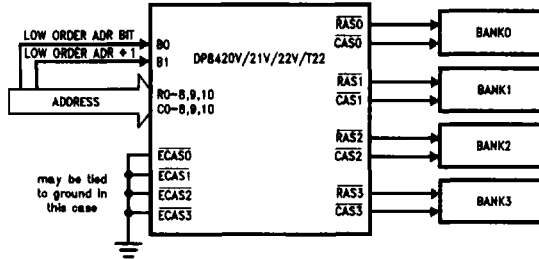 LOW ORDER ADR BIT
LOW ORDER ADR + 1
ADDRESS
B0
B1
R0-8,9,10
C0-8,9,10
ECAS0
ECAS1
ECAS2
ECAS3
may be tied
to ground in
this case
DP8420V/21V/22V/T22
RAS0
CAS0
RAS1
CAS1
RAS2
CAS2
RAS3
CAS3
BANK0
BANK1
BANK2
BANK3